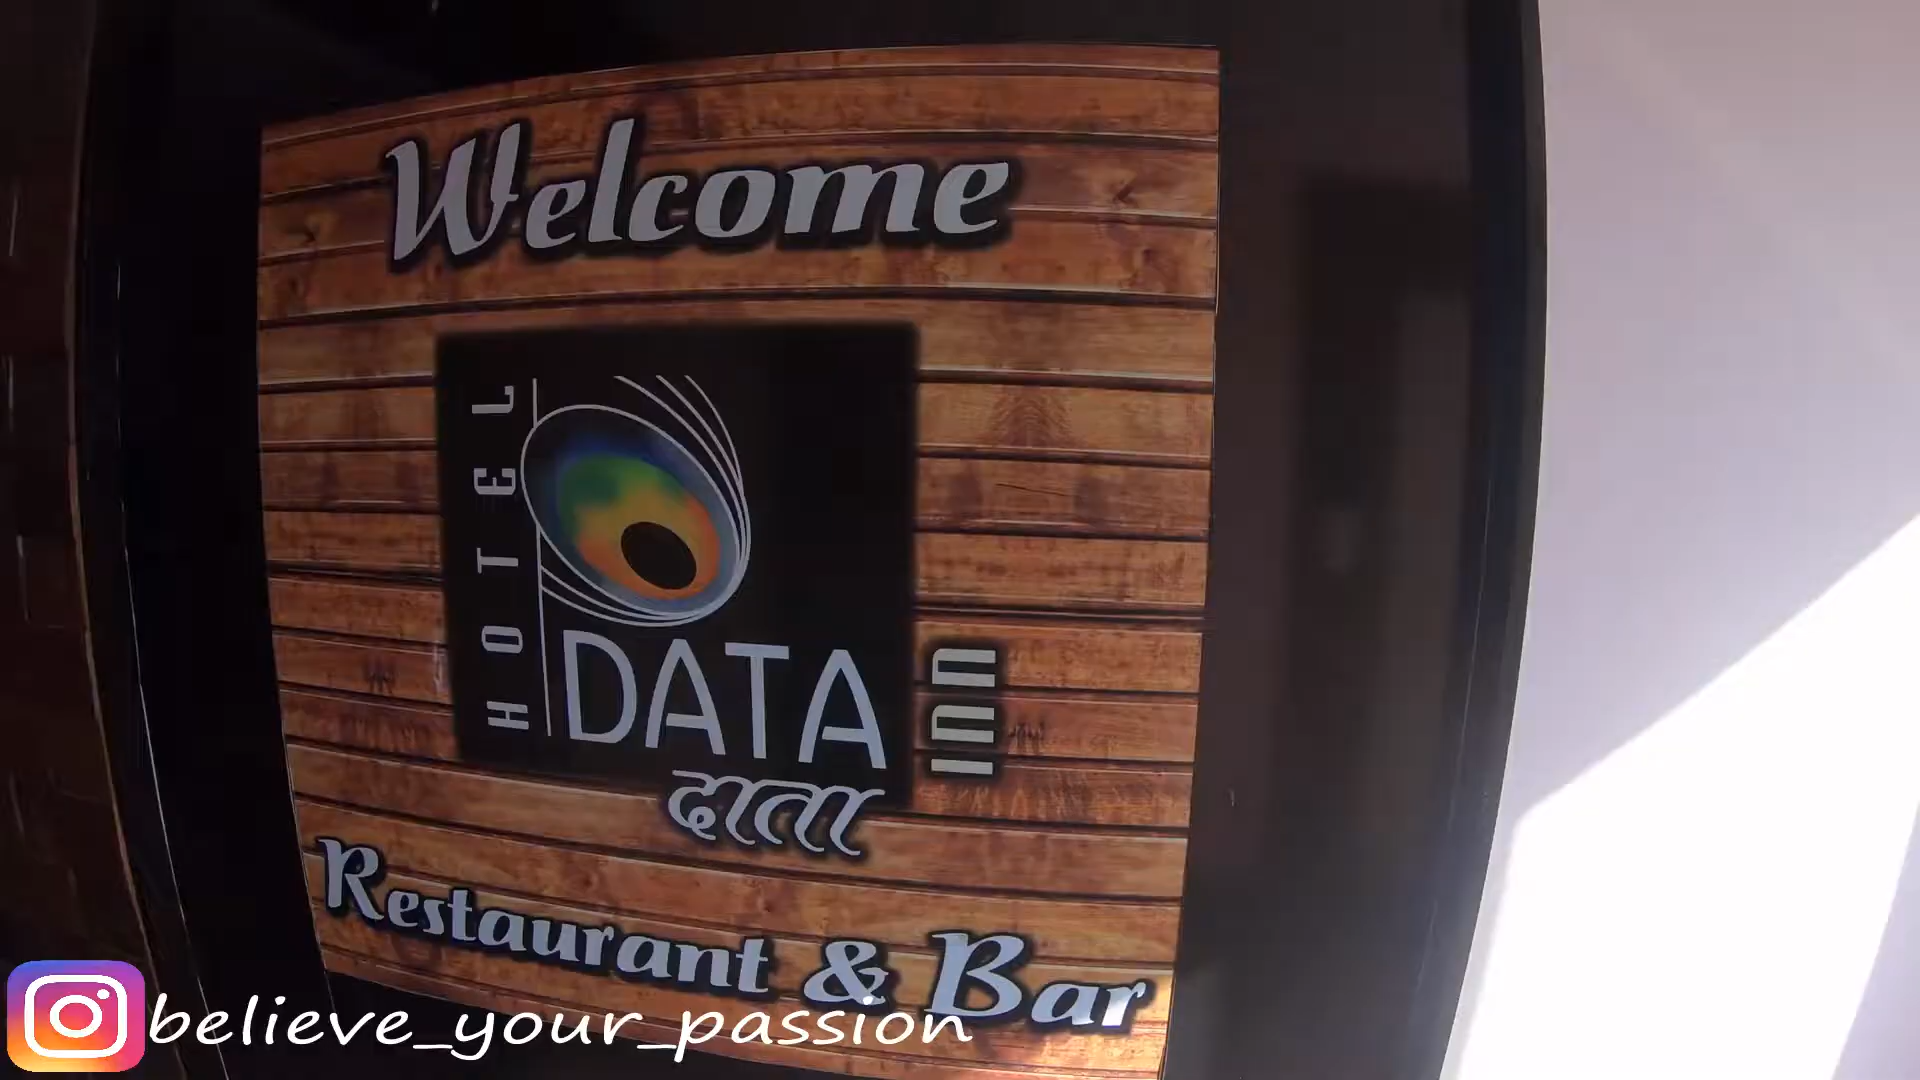 Welcome
HOTEL
DATA
INN
दाता
Restaurant & Bar
believe_your_passion